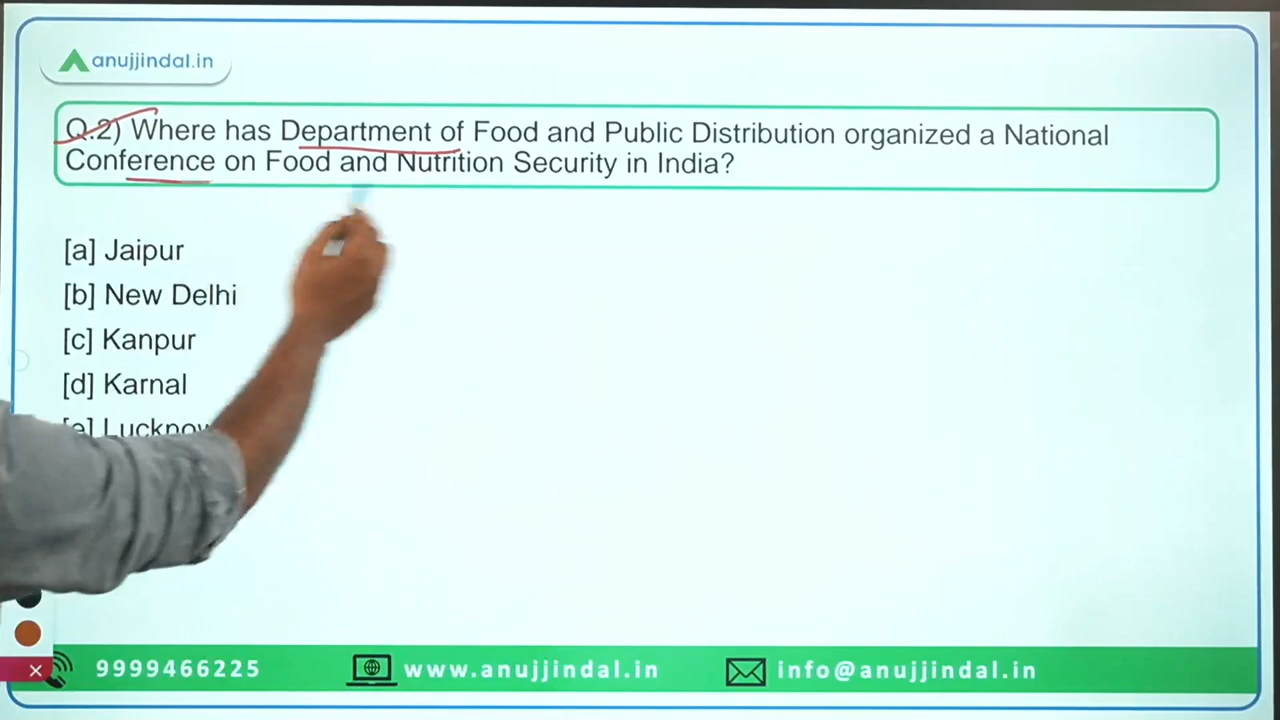 anujjindal.in
Q.2) Where has Department of Food and Public Distribution organized a National
Conference on Food and Nutrition Security in India?
[a] Jaipur
[b] New Delhi
[c] Kanpur
[d] Karnal
[e] Lucknow
9999466225
www.anujjindal.in
info@anujjindal.in